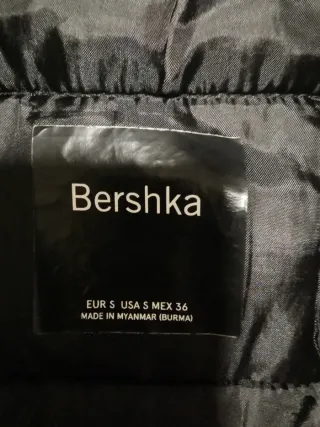 Bershka
EUR S USA S MEX 36
MADE IN MYANMAR (BURMA)